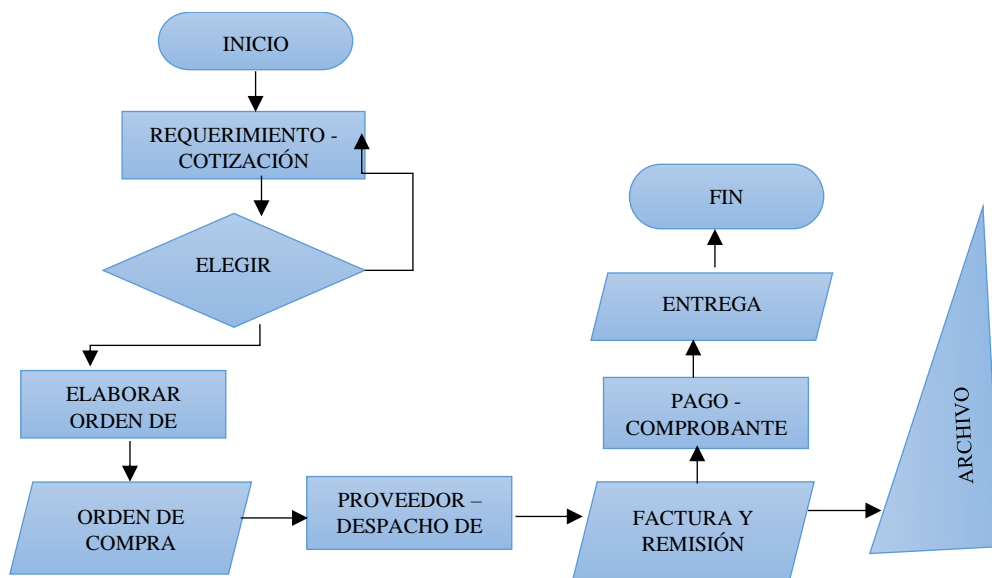 INICIO
REQUERIMIENTO -
COTIZACIÓN
ELEGIR
ELABORAR
ORDEN DE
ORDEN DE
COMPRA
PROVEEDOR –
DESPACHO DE
FACTURA Y
REMISIÓN
PAGO -
COMPROBANTE
ENTREGA
FIN
ARCHIVO